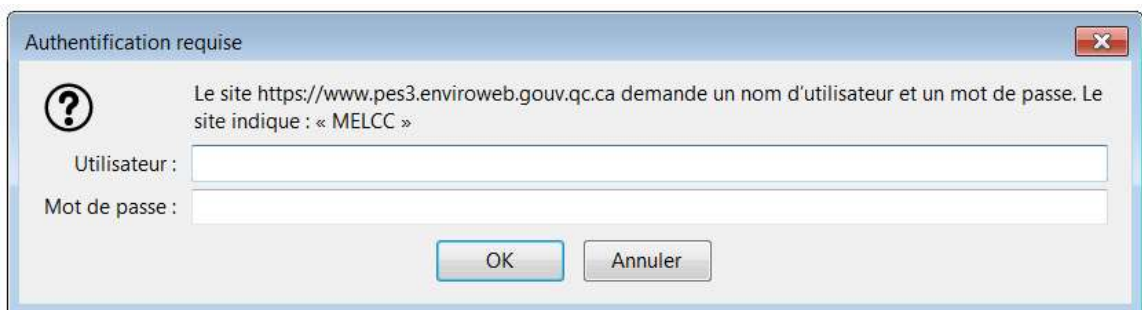 Authentification requise
Le site https://www.pes3.enviroweb.gouv.qc.ca demande un nom d'utilisateur et un mot de passe. Le
site indique : « MELCC »
Utilisateur :
Mot de passe :
OK Annuler